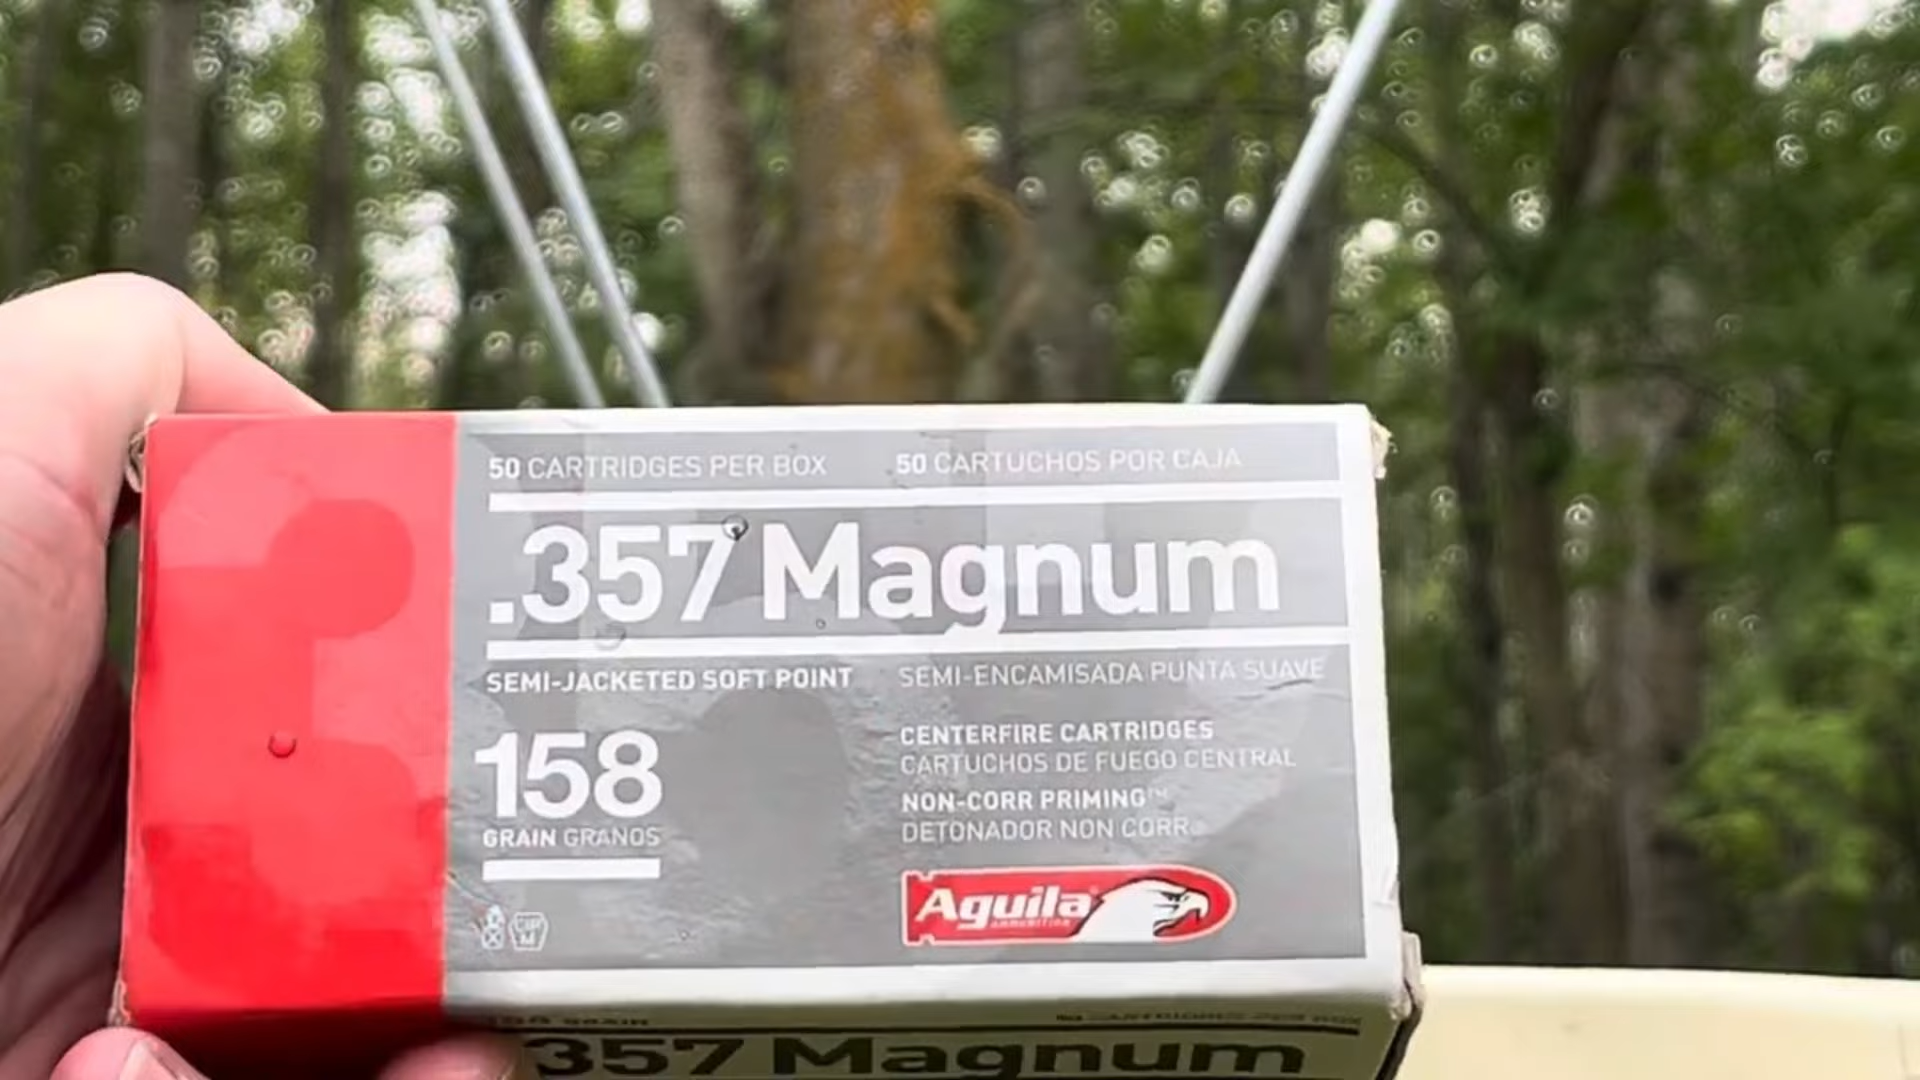 50 CARTRIDGES PER BOX 50 CARTUCHOS POR CAJA
.357 Magnum
SEMI-JACKETED SOFT POINT SEMI-ENCAMISADA PUNTA SUAVE
158
GRAIN GRANOS
CENTERFIRE CARTRIDGES
CARTUCHOS DE FUEGO CENTRAL
NON-CORR PRIMING™
DETONADOR NON CORR
Aguila®
AMMUNITION
357 Magnum